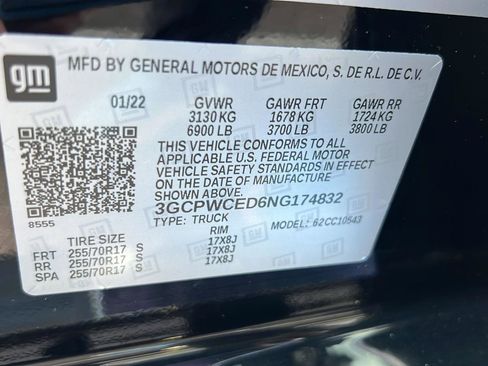 gm
MFD BY GENERAL MOTORS DE MEXICO, S. DE R.L. DE C.V.
01/22 GVWR GAWR FRT GAWR RR
3130 KG 1678 KG 1724 KG
6900 LB 3700 LB 3800 LB
THIS VEHICLE CONFORMS TO ALL
APPLICABLE U.S. FEDERAL MOTOR
VEHICLE SAFETY STANDARDS IN EFFECT
ON THE DATE OF MANUFACTURE
SHOWN ABOVE.
8555 3GCPWCED6NG174832
TYPE: TRUCK MODEL: 62CC10543
TIRE SIZE RIM
FRT 255/70R17 S 17X8J
RR 255/70R17 S 17X8J
SPA 255/70R17 S 17X8J